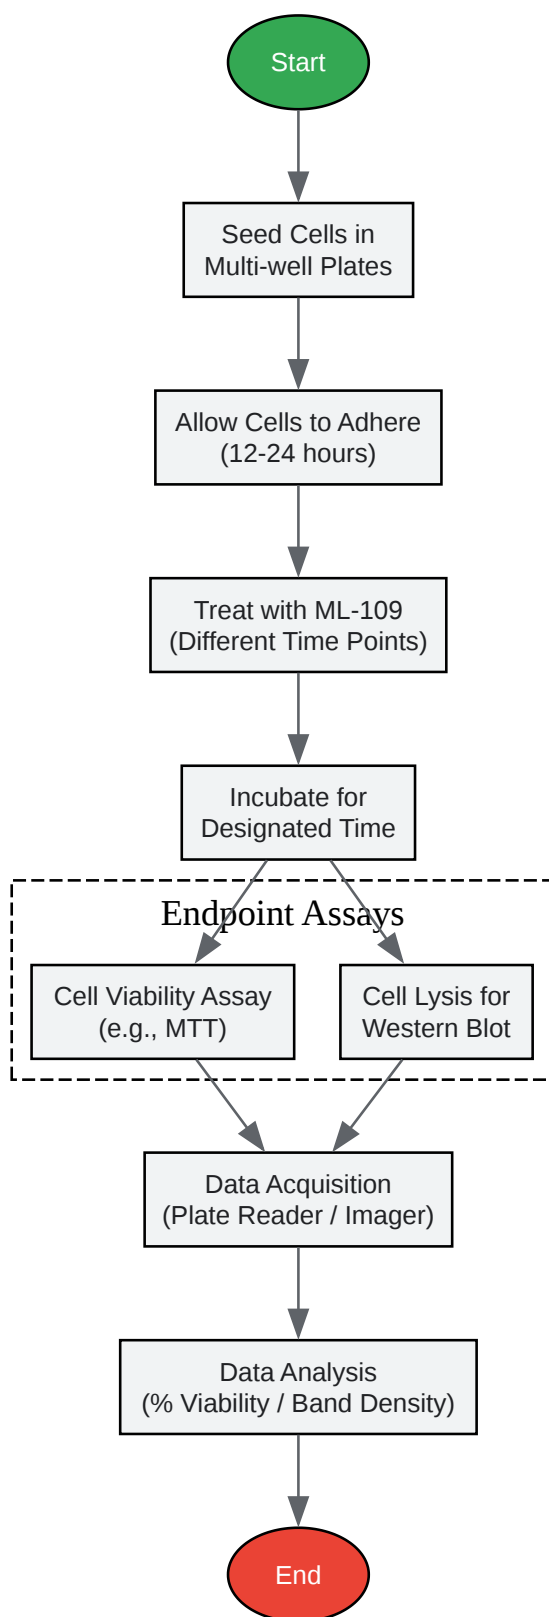 Start
Seed Cells in
Multi-well Plates
Allow Cells to Adhere
(12-24 hours)
Treat with ML-109
(Different Time Points)
Incubate for
Designated Time
Endpoint Assays
Cell Viability Assay
(e.g., MTT)
Cell Lysis for
Western Blot
Data Acquisition
(Plate Reader / Imager)
Data Analysis
(% Viability / Band Density)
End